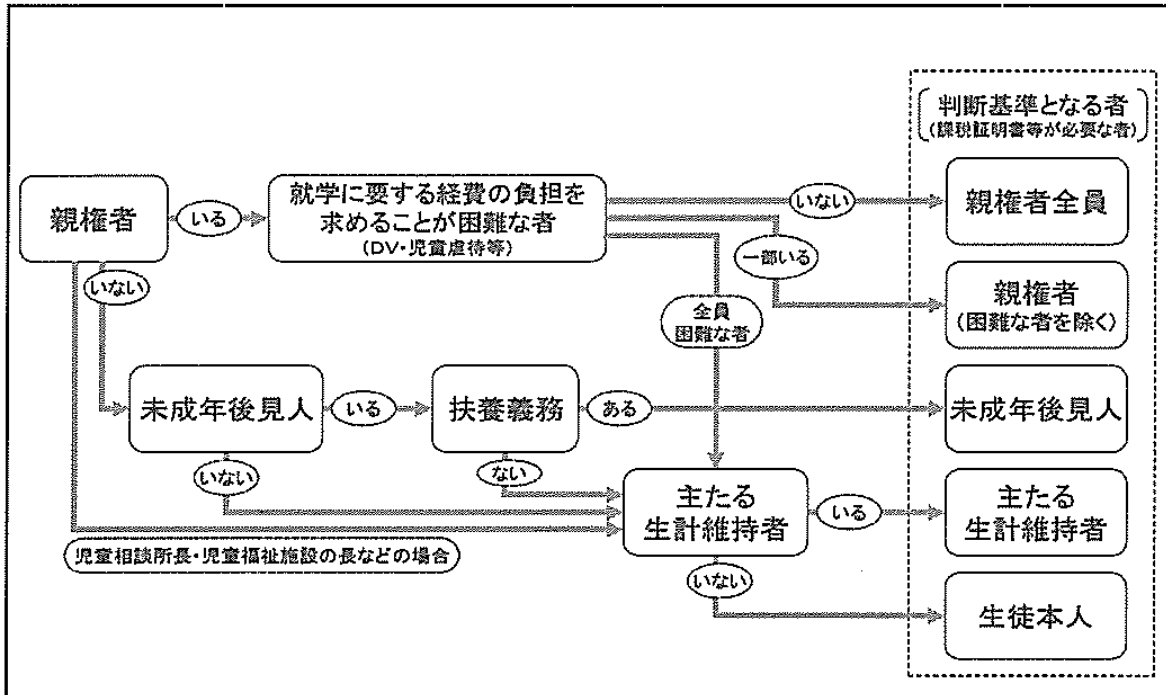 判断基準となる者
(課税証明書等が必要な者)
親権者
いる
就学に要する経費の負担を
求めることが困難な者
(DV・児童虐待等)
いない
親権者全員
いない
一部いる
親権者
(困難な者を除く)
全員
困難な者
未成年後見人
いる
扶養義務
ある
未成年後見人
いない
ない
主たる
生計維持者
いる
主たる
生計維持者
児童相談所長・児童福祉施設の長などの場合
いない
生徒本人